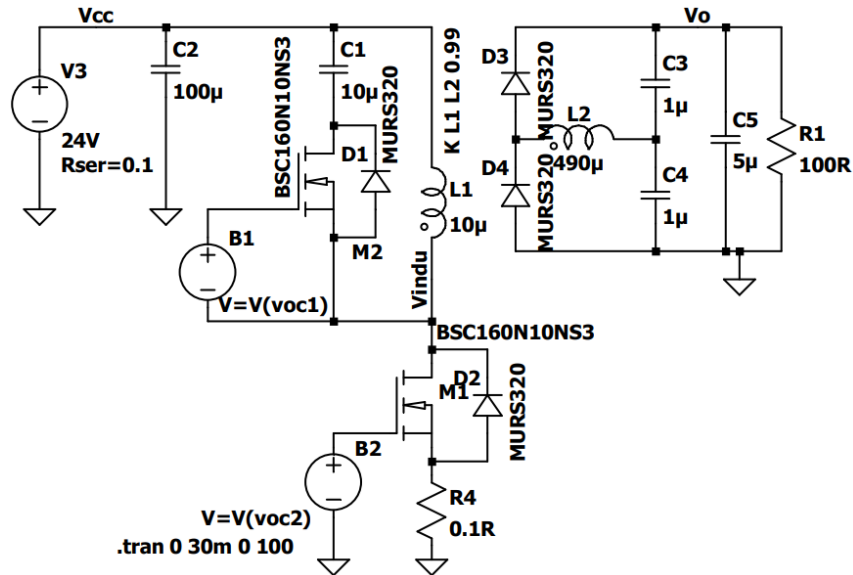 Vcc
V3
24V
Rser=0.1
C2
100µ
BSC160N10NS3
C1
10µ
MURS320
D1
M2
K L1 L2 0.99
L1
10µ
B1
V=V(voc1)
Vindu
BSC160N10NS3
D2
M1
MURS320
B2
V=V(voc2)
.tran 0 30m 0 100
R4
0.1R
Vo
D3
MURS320
L2
490µ
D4
MURS320
C3
1µ
C4
1µ
C5
5µ
R1
100R